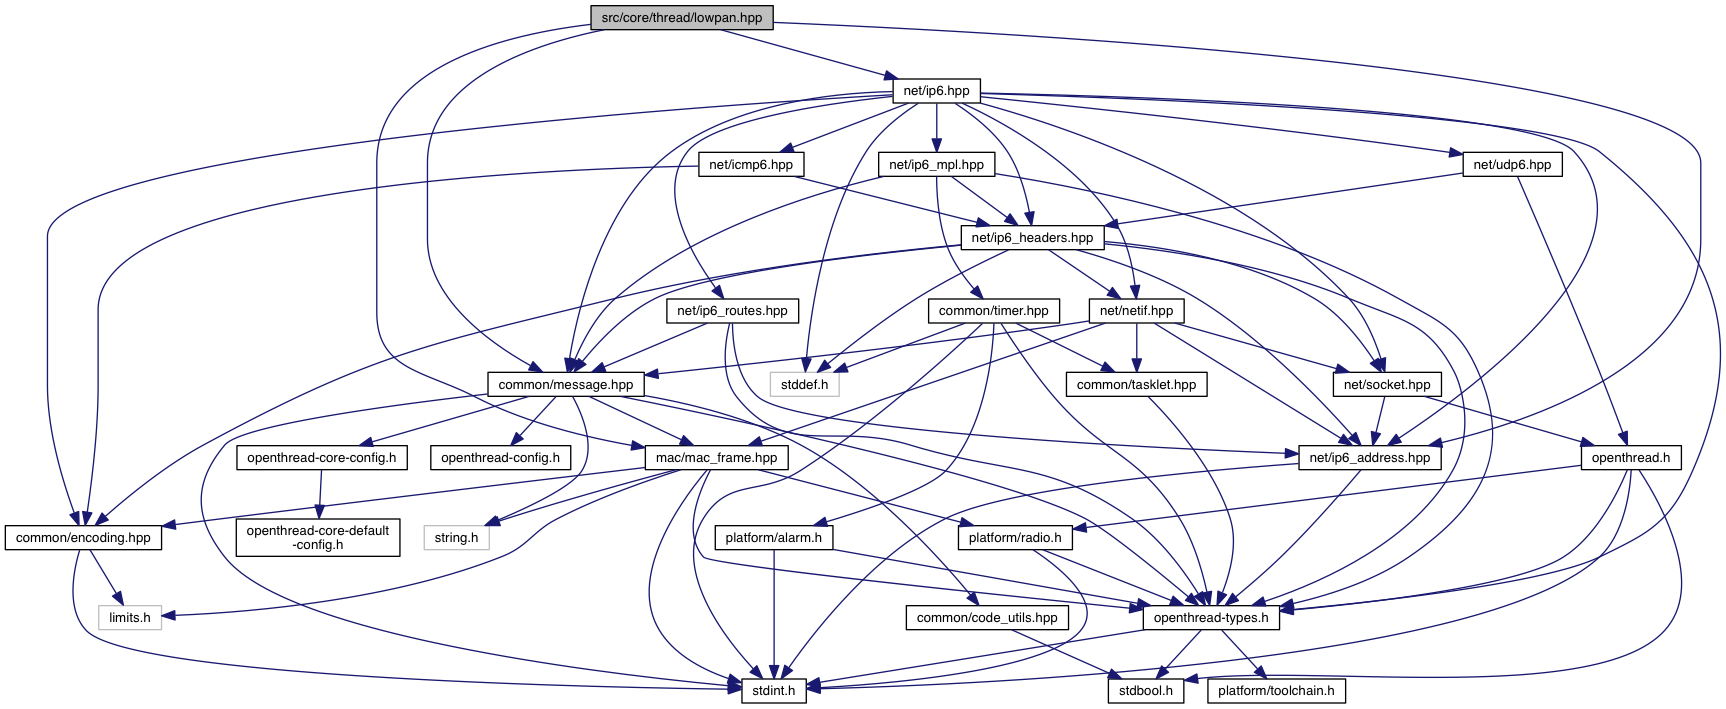 src/core/thread/lowpan.hpp
net/ip6.hpp
net/icmp6.hpp
net/ip6_mpl.hpp
net/udp6.hpp
net/ip6_headers.hpp
net/ip6_routes.hpp
common/timer.hpp
net/netif.hpp
common/message.hpp
stddef.h
common/tasklet.hpp
net/socket.hpp
openthread-core-config.h
openthread-config.h
mac/mac_frame.hpp
net/ip6_address.hpp
openthread.h
common/encoding.hpp
openthread-core-default
-config.h
string.h
platform/alarm.h
platform/radio.h
limits.h
common/code_utils.hpp
openthread-types.h
stdint.h
stdbool.h
platform/toolchain.h